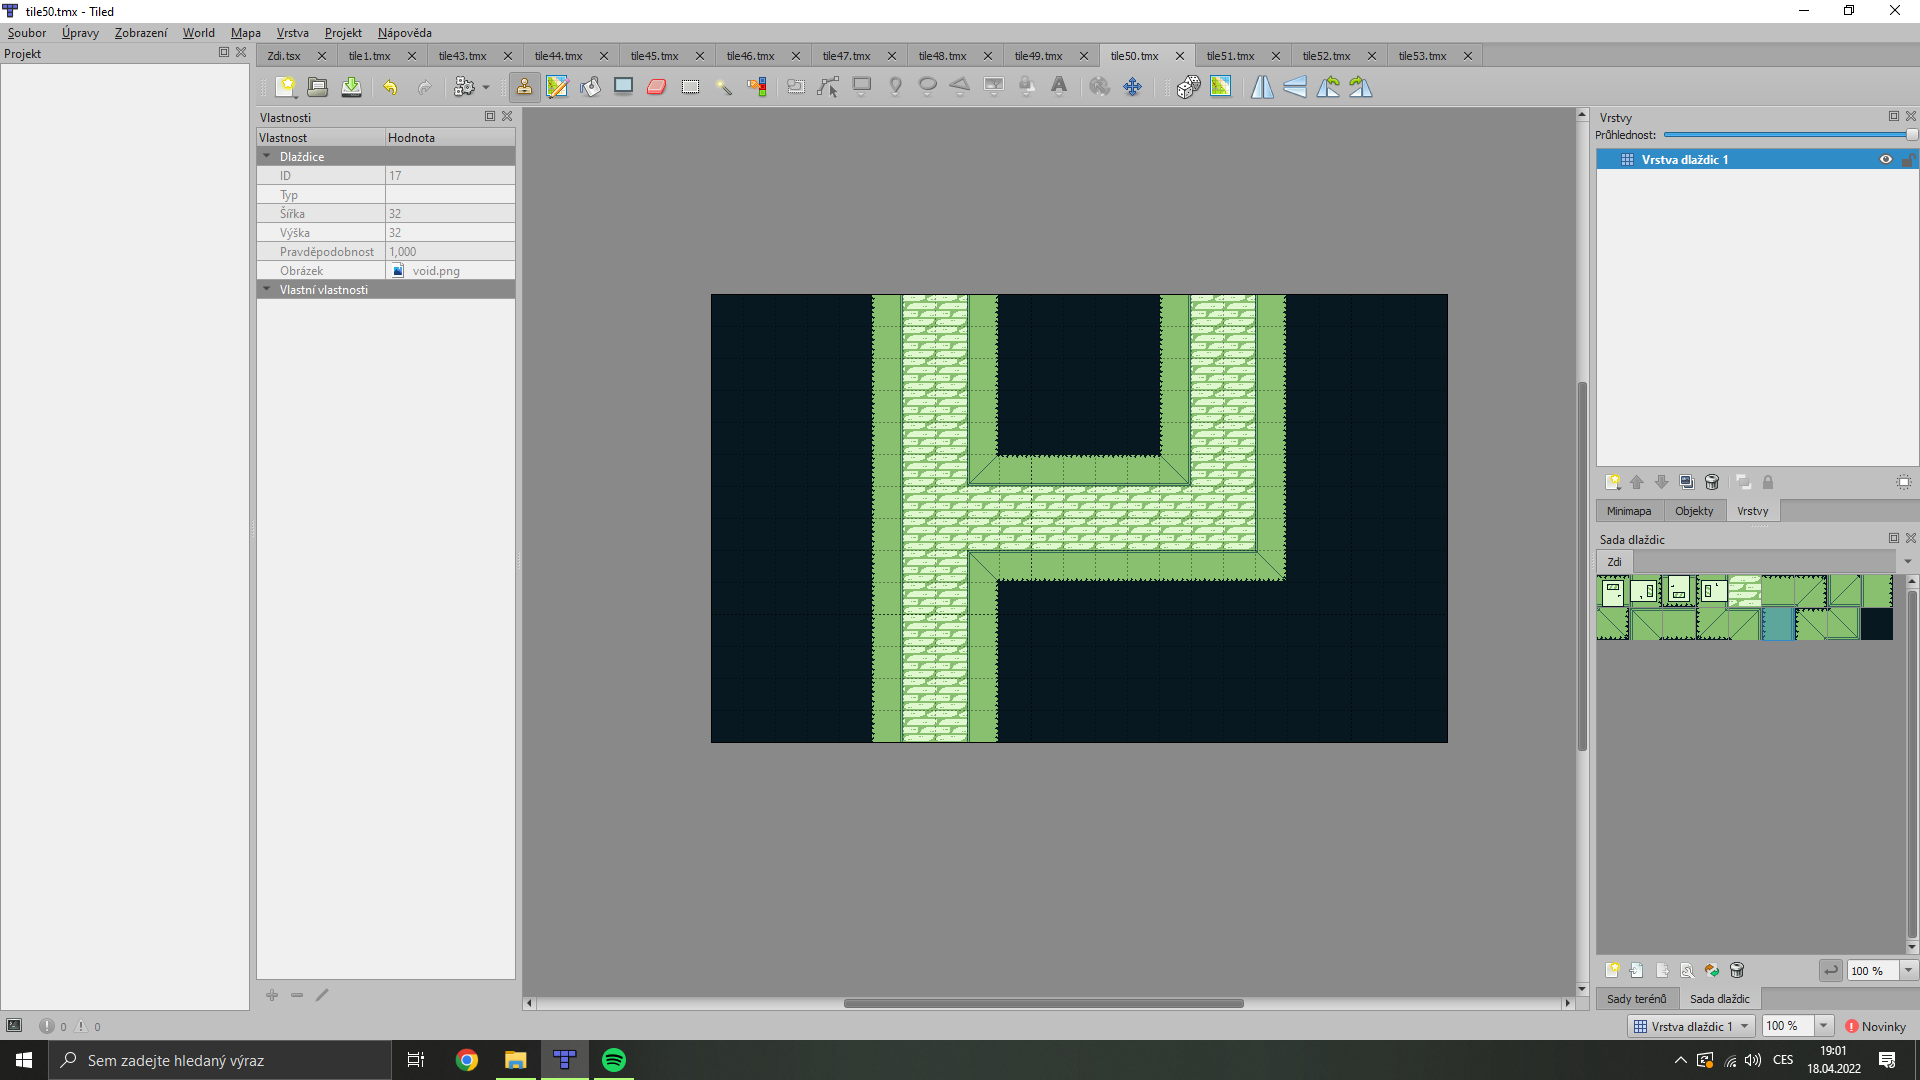 tile50.tmx - Tiled
Soubor Úpravy Zobrazení World Mapa Vrstva Projekt Nápověda
Projekt
Zdi.tsx tile1.tmx tile43.tmx tile44.tmx tile45.tmx tile46.tmx tile47.tmx tile48.tmx tile49.tmx tile50.tmx tile51.tmx tile52.tmx tile53.tmx
Vlastnosti
Vlastnost Hodnota
Dlaždice
ID 17
Typ
Šířka 32
Výška 32
Pravděpodobnost 1,000
Obrázek void.png
Vlastní vlastnosti
Vrstvy
Průhlednost:
Vrstva dlaždic 1
Minimapa Objekty Vrstvy
Sada dlaždic
Zdi
100 %
Sady terénů Sada dlaždic
0 0
Vrstva dlaždic 1 100 % Novinky
Sem zadejte hledaný výraz
CES
19:01
18.04.2022